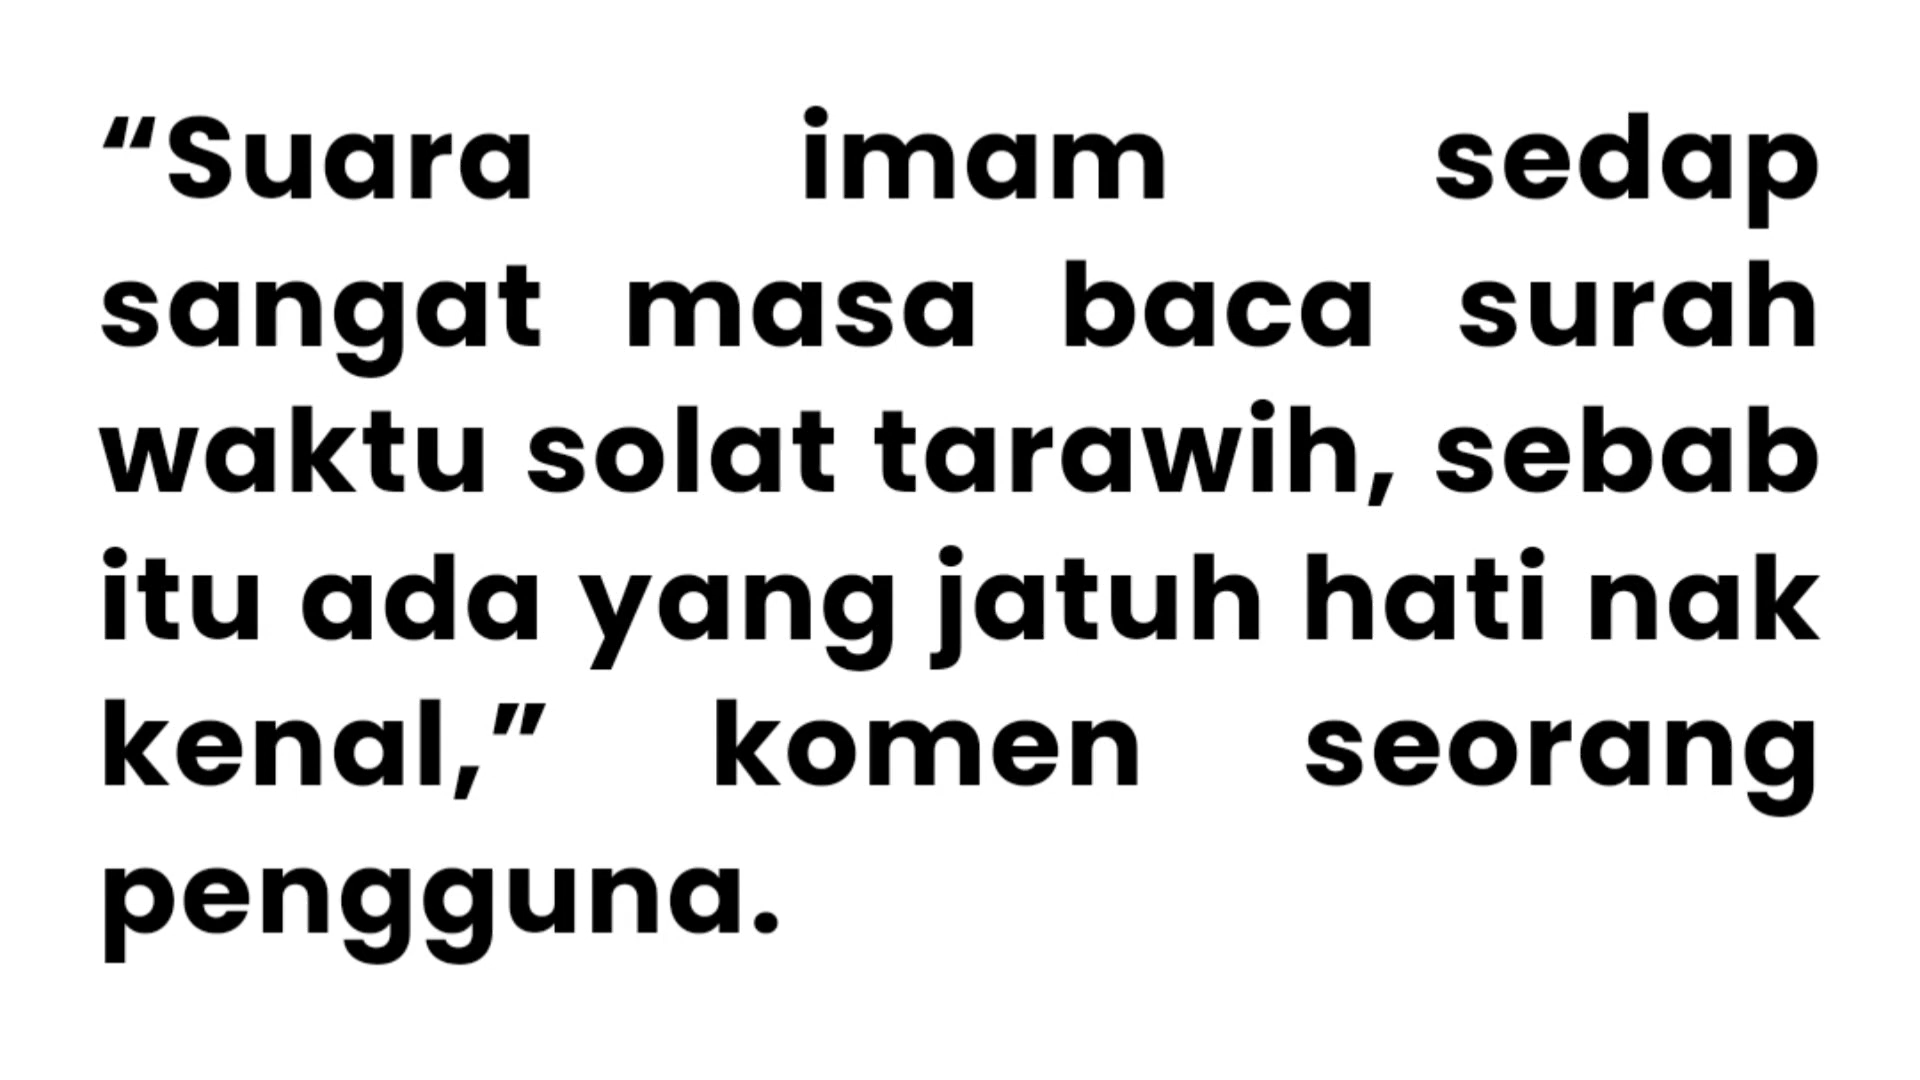 “Suara imam sedap
sangat masa baca surah
waktu solat tarawih, sebab
itu ada yang jatuh hati nak
kenal,” komen seorang
pengguna.